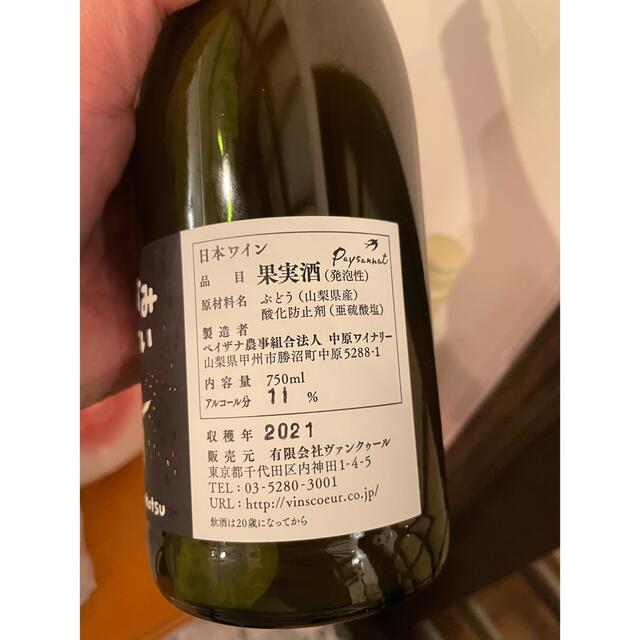 日本ワイン
Paysannat
品目 果実酒(発泡性)
原材料名 ぶどう(山梨県産)
酸化防止剤(亜硫酸塩)
製造者
ペイザナ農事組合法人 中原ワイナリー
山梨県甲州市勝沼町中原5288-1
内容量 750ml
アルコール分 11 %
収穫年 2021
販売元 有限会社ヴァンクゥール
東京都千代田区内神田1-4-5
TEL:03-5280-3001
URL:http://vinscoeur.co.jp/
飲酒は20歳になってから
ぐみ